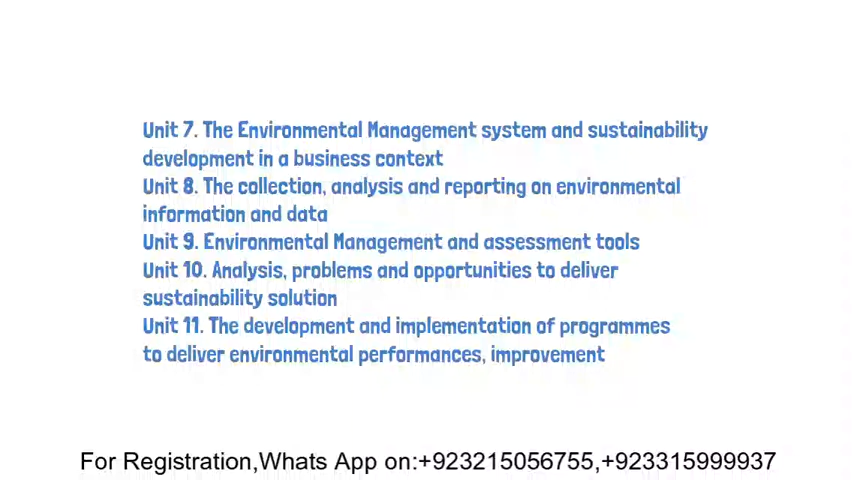 Unit 7. The Environmental Management system and sustainability
development in a business context
Unit 8. The collection, analysis and reporting on environmental
information and data
Unit 9. Environmental Management and assessment tools
Unit 10. Analysis, problems and opportunities to deliver
sustainability solution
Unit 11. The development and implementation of programmes
to deliver environmental performances, improvement
For Registration,Whats App on:+923215056755,+923315999937